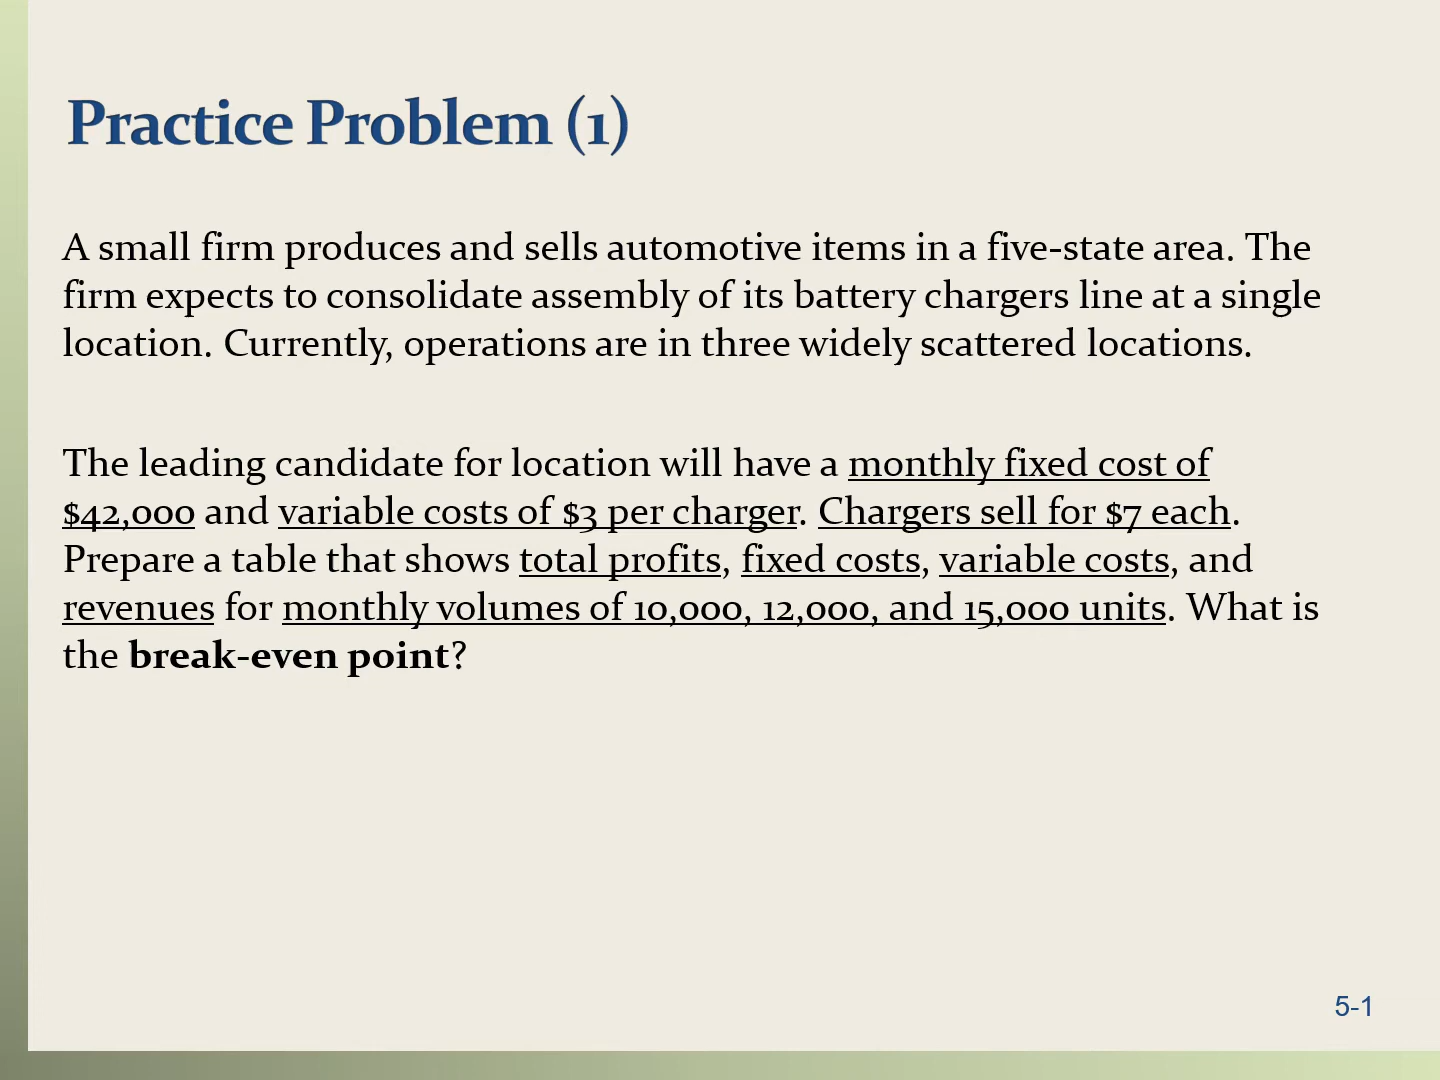 Practice Problem (1)
A small firm produces and sells automotive items in a five-state area. The
firm expects to consolidate assembly of its battery chargers line at a single
location. Currently, operations are in three widely scattered locations.
The leading candidate for location will have a monthly fixed cost of
$42,000 and variable costs of $3 per charger. Chargers sell for $7 each.
Prepare a table that shows total profits, fixed costs, variable costs, and
revenues for monthly volumes of 10,000, 12,000, and 15,000 units. What is
the break-even point?
5-1